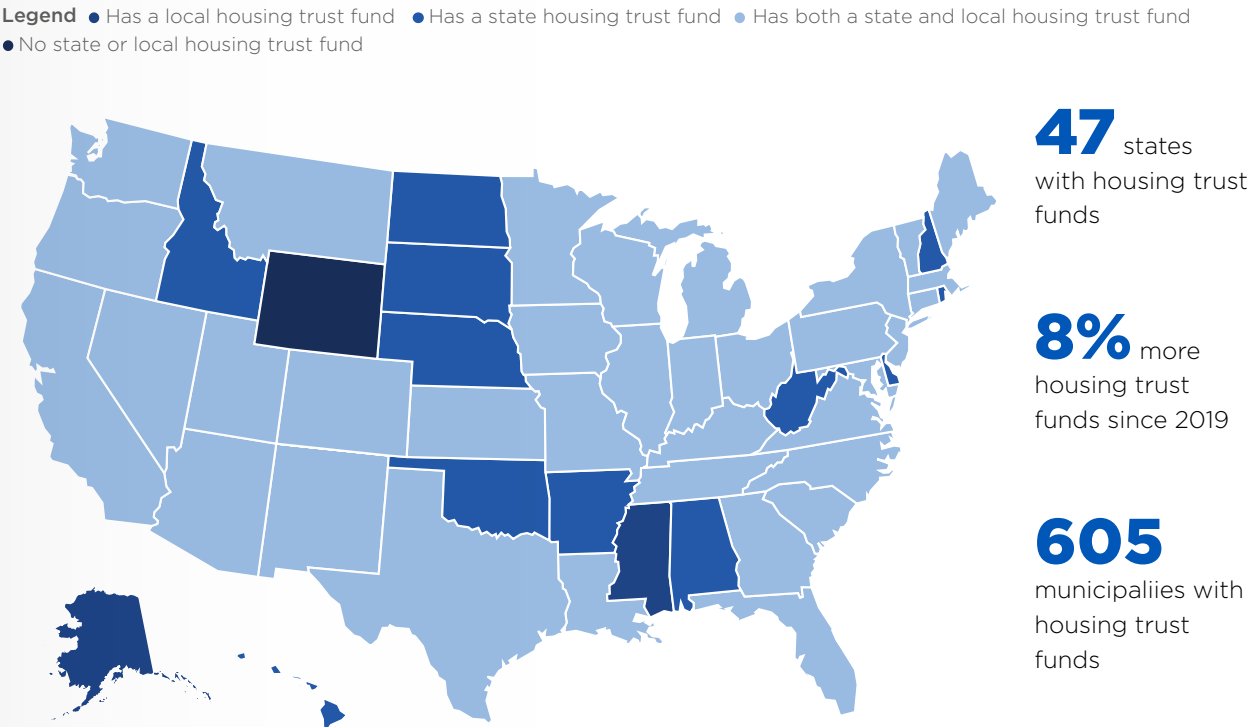 Legend Has a local housing trust fund Has a state housing trust fund Has both a state and local housing trust fund
No state or local housing trust fund
47 states
with housing trust
funds
8% more
housing trust
funds since 2019
605
municipaliies with
housing trust
funds